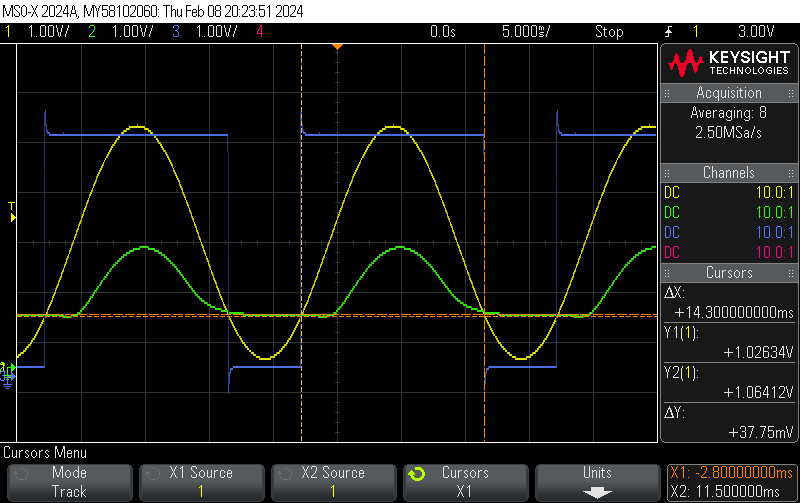 MSO-X 2024A, MY58102060: Thu Feb 08 20:23:51 2024
1 1.00V/ 2 1.00V/ 3 1.00V/ 4 0.0s 5.000ms/ Stop 1 3.00V
KEYSIGHT
TECHNOLOGIES
Acquisition
Averaging: 8
2.50MSa/s
Channels
DC 10.0:1
DC 10.0:1
DC 10.0:1
DC 10.0:1
Cursors
ΔX:
+14.300000000ms
Y1(1):
+1.02634V
Y2(1):
+1.06412V
ΔY:
+37.75mV
T
Cursors Menu
Mode
Track
X1 Source
1
X2 Source
1
Cursors
X1
Units
X1: -2.80000000ms
X2: 11.500000ms